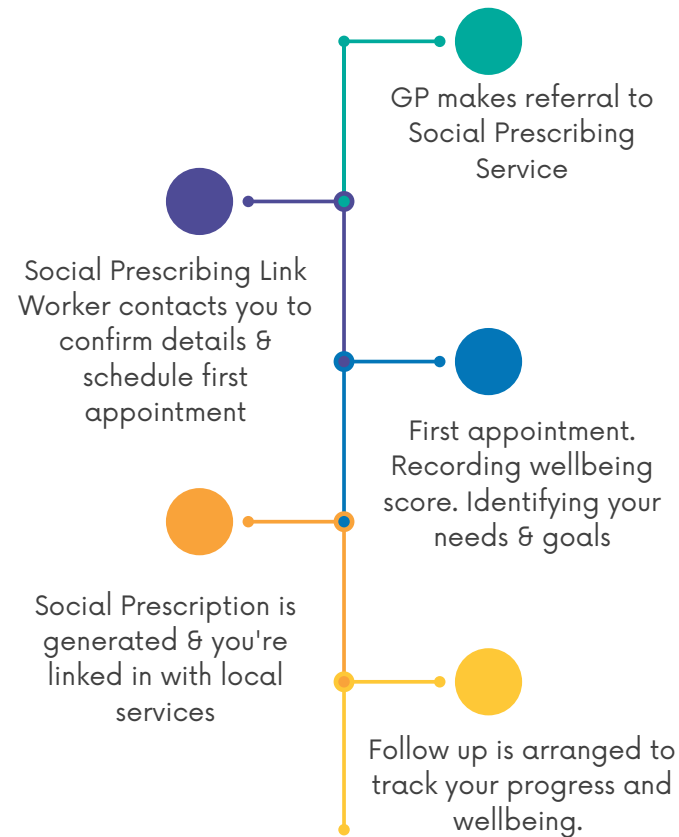 GP makes referral to
Social Prescribing
Service
Social Prescribing Link
Worker contacts you to
confirm details &
schedule first
appointment
First appointment.
Recording wellbeing
score. Identifying your
needs & goals
Social Prescription is
generated & you're
linked in with local
services
Follow up is arranged to
track your progress and
wellbeing.